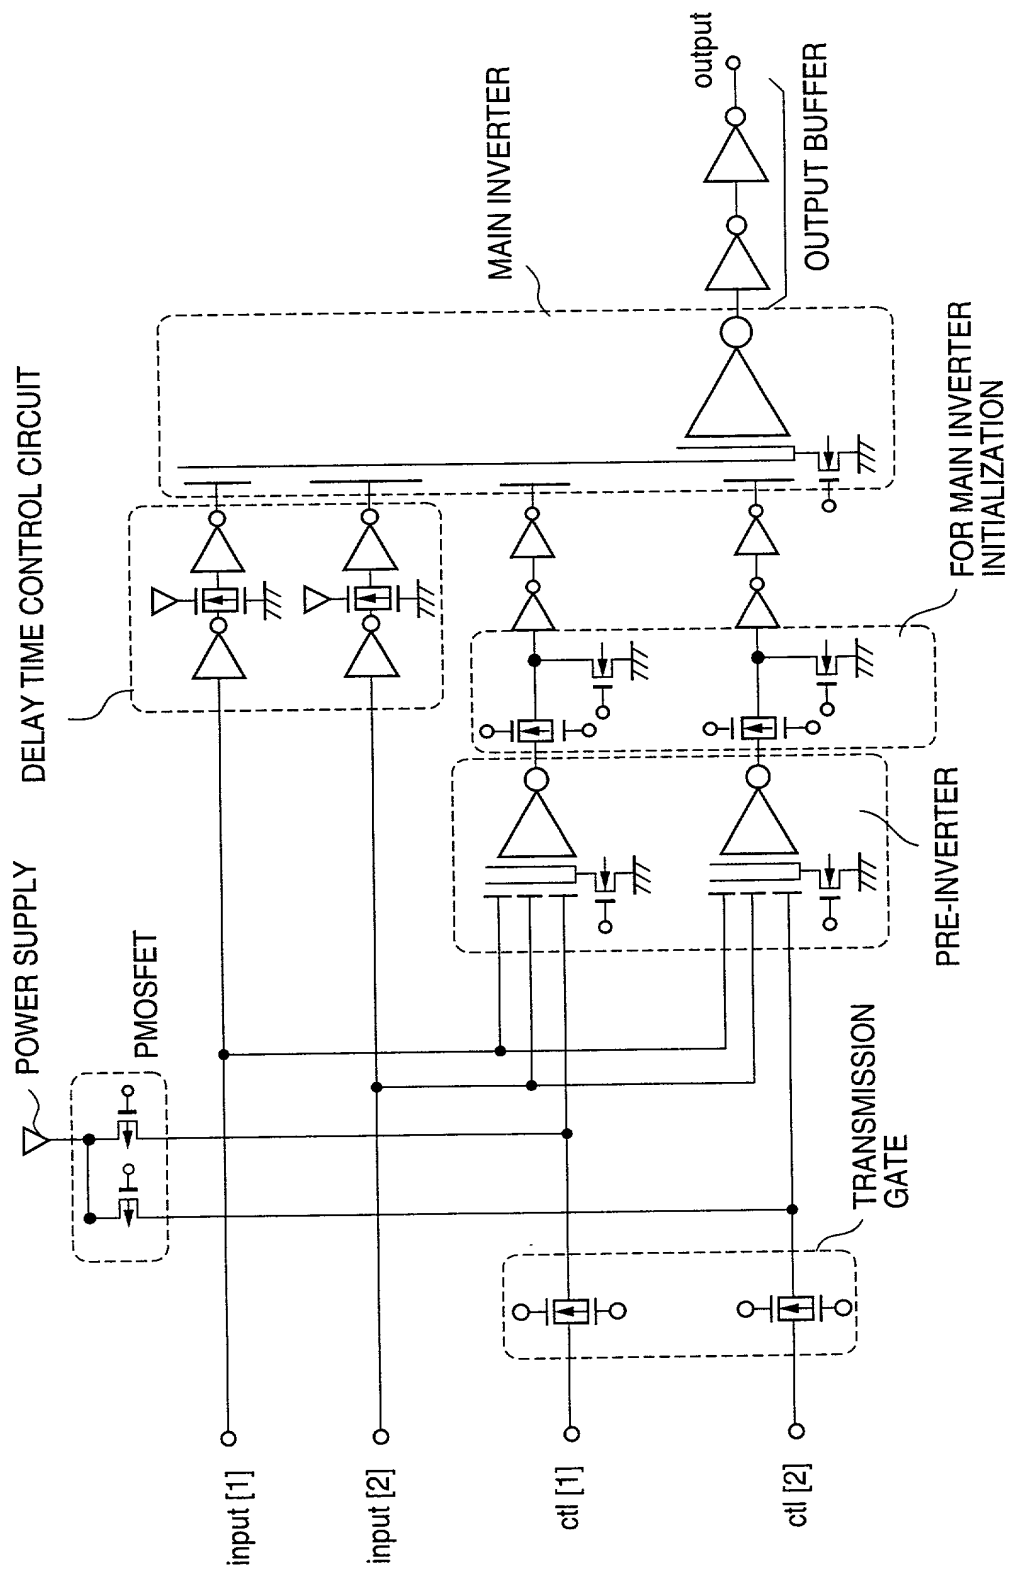 POWER SUPPLY
PMOSFET
DELAY TIME CONTROL CIRCUIT
MAIN INVERTER
output
OUTPUT BUFFER
FOR MAIN INVERTER
INITIALIZATION
PRE-INVERTER
TRANSMISSION
GATE
input [1]
input [2]
ctl [1]
ctl [2]